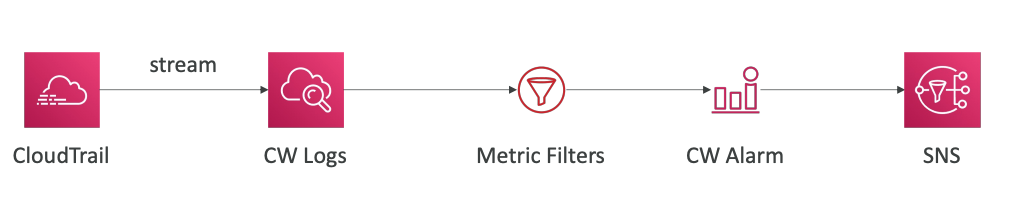 stream
CloudTrail
CW Logs
Metric Filters
CW Alarm
SNS